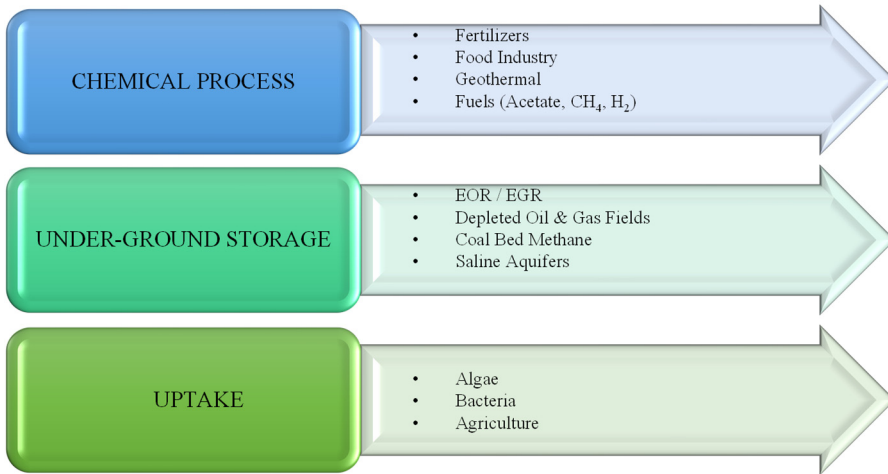 CHEMICAL PROCESS
• Fertilizers
• Food Industry
• Geothermal
• Fuels (Acetate, CH₄, H₂)
UNDER-GROUND STORAGE
• EOR / EGR
• Depleted Oil & Gas Fields
• Coal Bed Methane
• Saline Aquifers
UPTAKE
• Algae
• Bacteria
• Agriculture